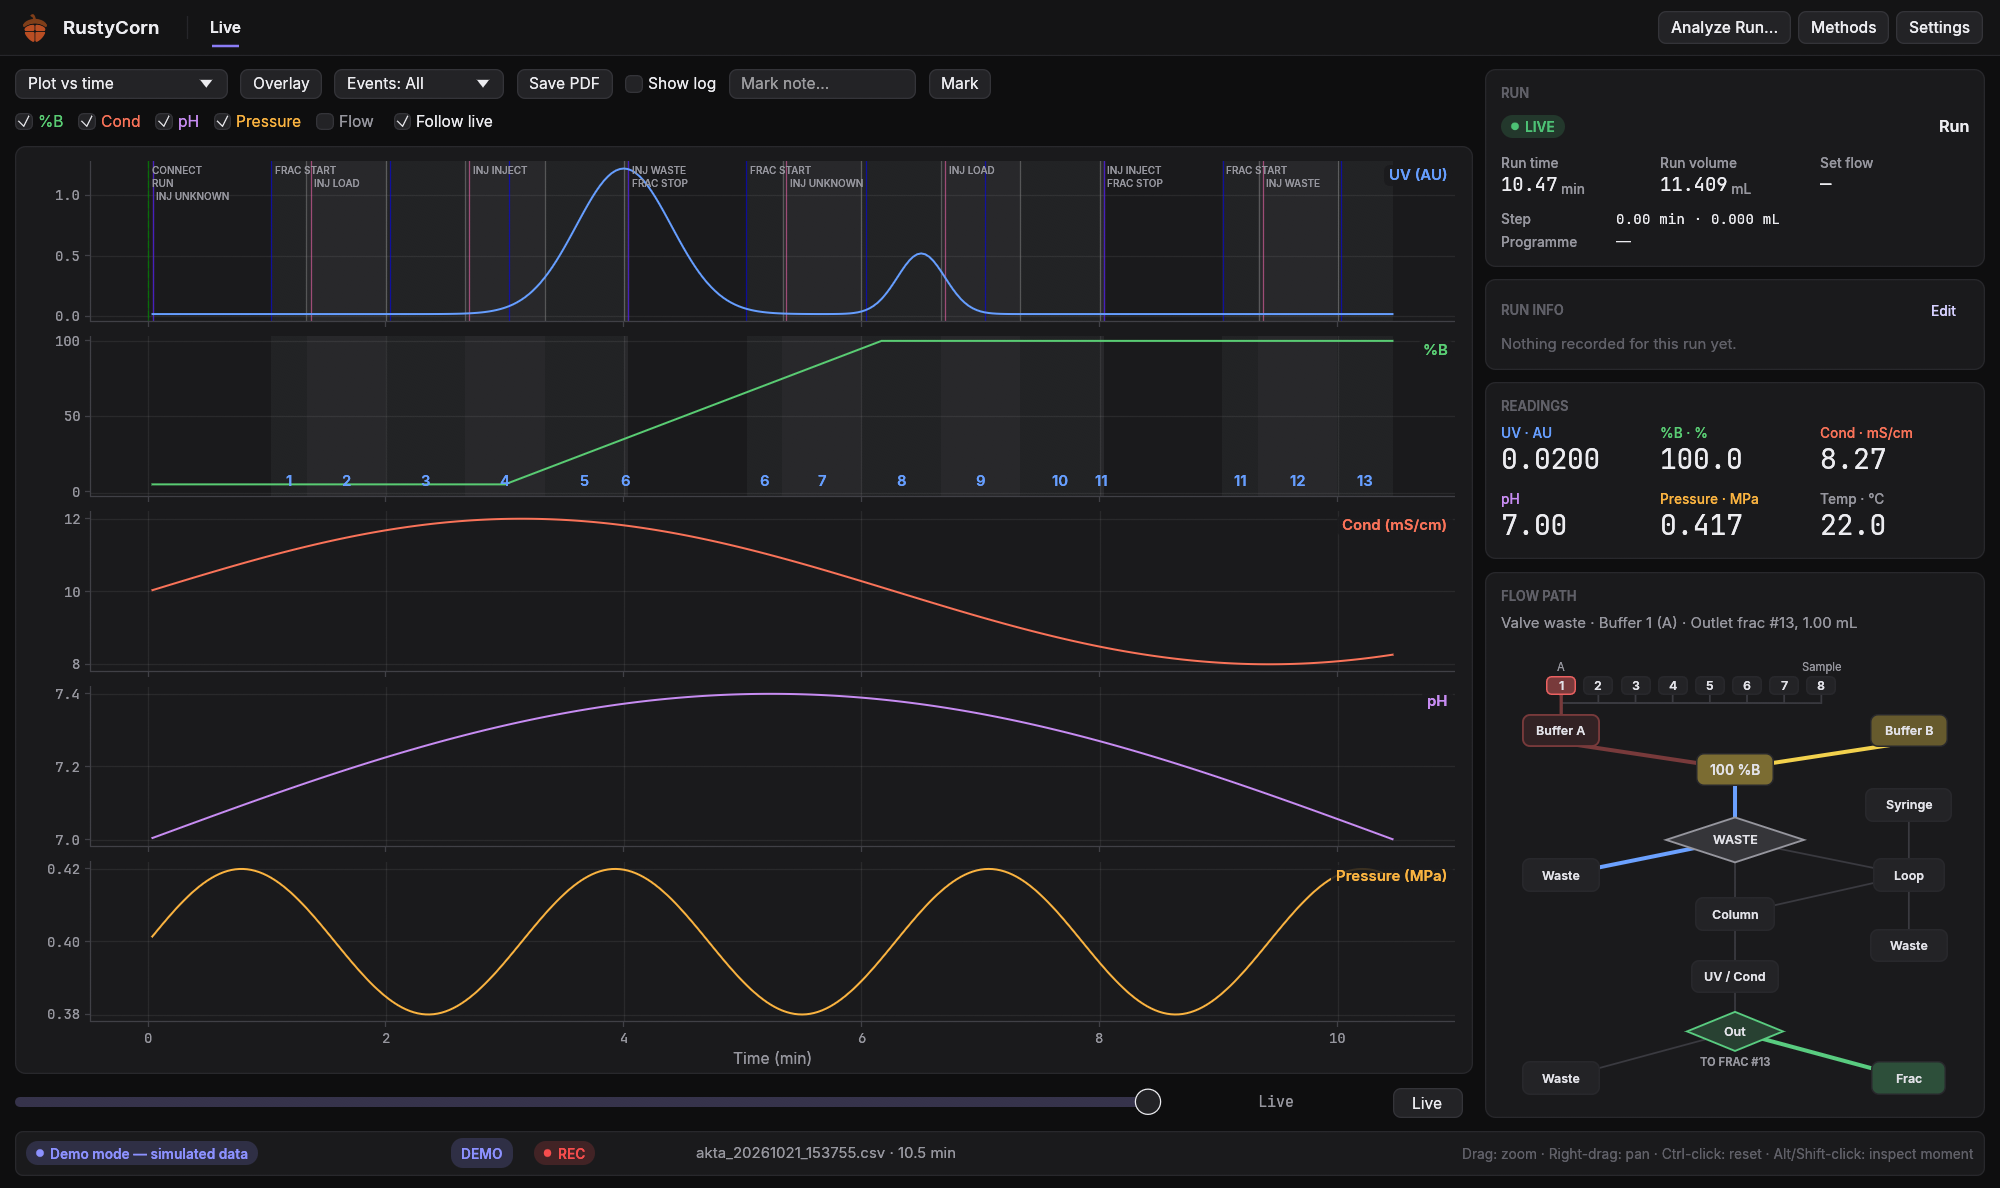 RustyCorn
Live
Analyze Run...
Methods
Settings
Plot vs time
Overlay
Events: All
Save PDF
Show log
Mark note...
Mark
%B
Cond
pH
Pressure
Flow
Follow live
CONNECT
RUN
INJ UNKNOWN
FRAC START
INJ LOAD
INJ INJECT
INJ WASTE
FRAC STOP
FRAC START
INJ UNKNOWN
INJ LOAD
INJ INJECT
FRAC STOP
FRAC START
INJ WASTE
UV (AU)
1.0
0.5
0.0
%B
100
50
0
1 2 3 4 5 6 6 7 8 9 10 11 11 12 13
Cond (mS/cm)
12
10
8
pH
7.4
7.2
7.0
Pressure (MPa)
0.42
0.40
0.38
0 2 4 6 8 10
Time (min)
Live
Live
RUN
LIVE
Run
Run time
10.47 min
Run volume
11.409 mL
Set flow
—
Step 0.00 min · 0.000 mL
Programme —
RUN INFO
Edit
Nothing recorded for this run yet.
READINGS
UV · AU
0.0200
%B · %
100.0
Cond · mS/cm
8.27
pH
7.00
Pressure · MPa
0.417
Temp · °C
22.0
FLOW PATH
Valve waste · Buffer 1 (A) · Outlet frac #13, 1.00 mL
A
Sample
1 2 3 4 5 6 7 8
Buffer A
Buffer B
100 %B
Syringe
WASTE
Waste
Loop
Column
Waste
UV / Cond
Out
TO FRAC #13
Waste
Frac
Demo mode — simulated data
DEMO
REC
akta_20261021_153755.csv · 10.5 min
Drag: zoom · Right-drag: pan · Ctrl-click: reset · Alt/Shift-click: inspect moment